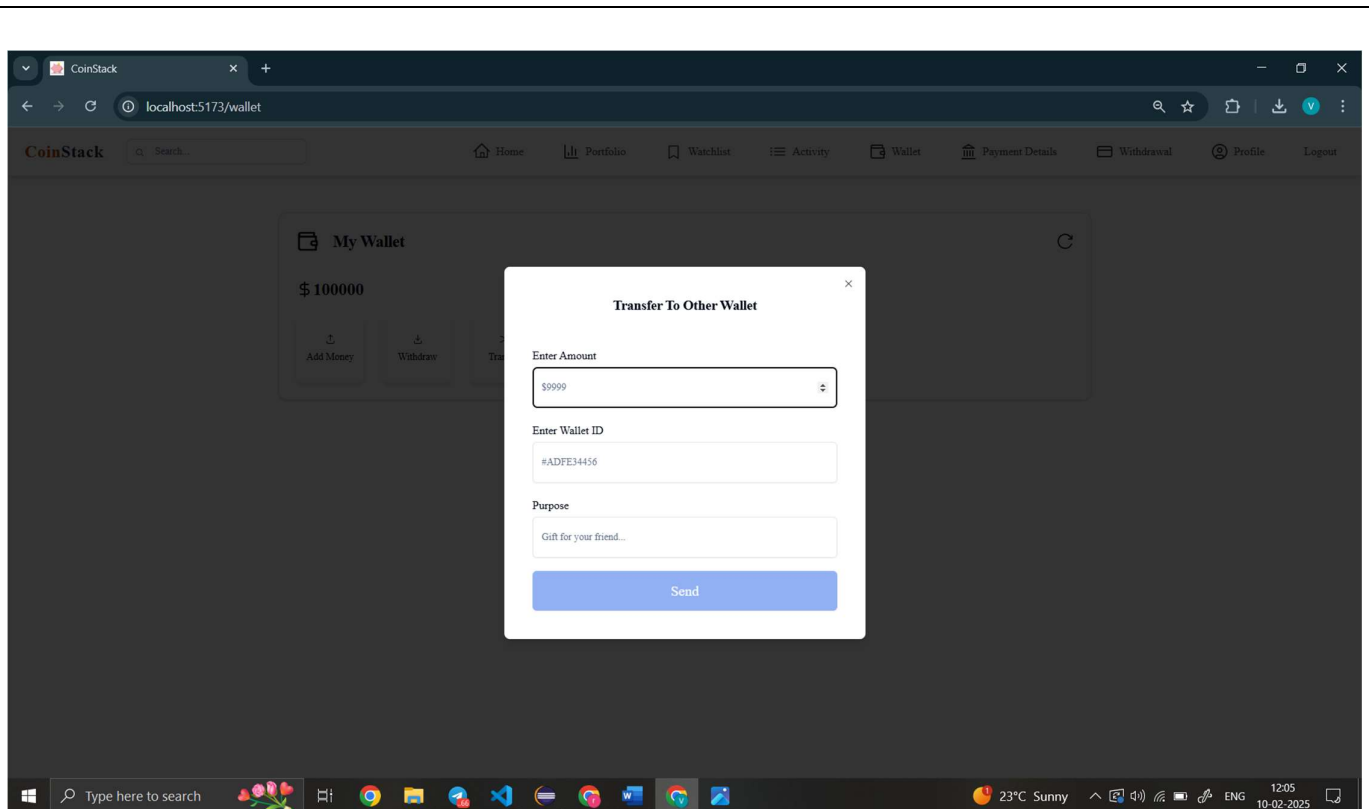 CoinStack
localhost:5173/wallet
V
CoinStack Search... Home Portfolio Watchlist Activity Wallet Payment Details Withdrawal Profile Logout
My Wallet
$ 100000
Add Money Withdraw
Transfer To Other Wallet
Enter Amount
$9999
Enter Wallet ID
#ADFE34456
Purpose
Gift for your friend...
Send
Type here to search
23°C Sunny
ENG
12:05
10-02-2025